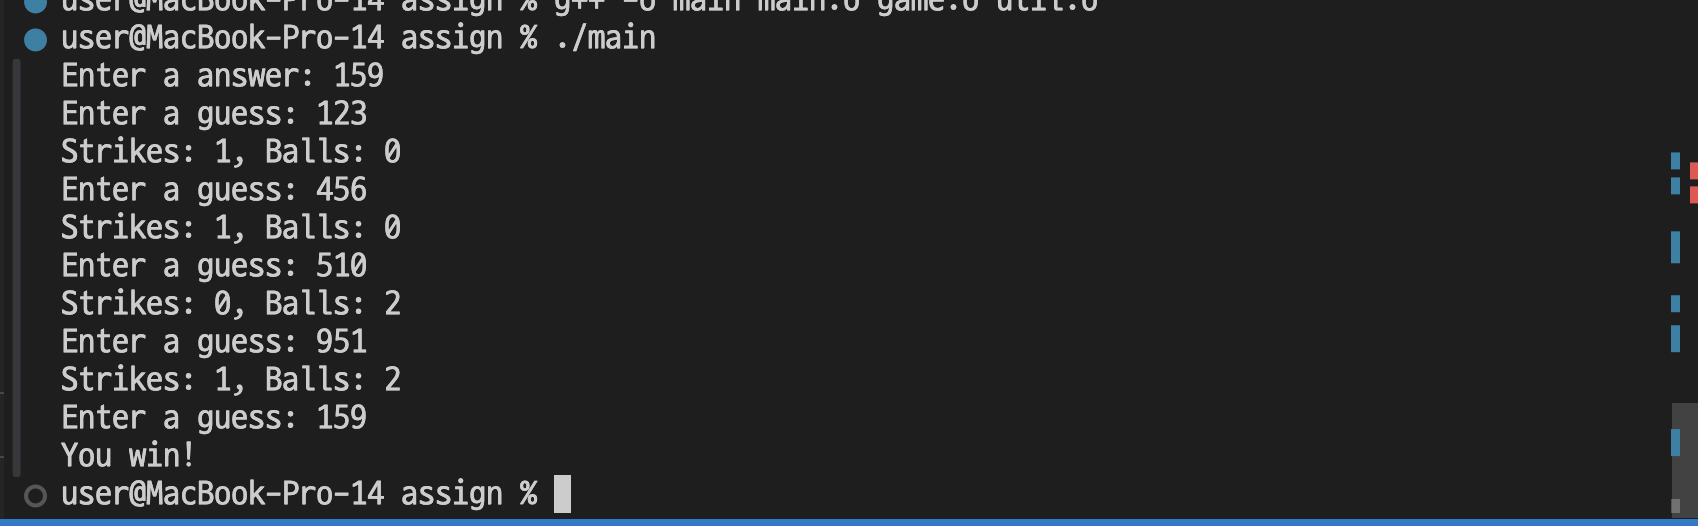 user@MacBook-Pro-14 assign % g++ -o main main.o game.o util.o
user@MacBook-Pro-14 assign % ./main
Enter a answer: 159
Enter a guess: 123
Strikes: 1, Balls: 0
Enter a guess: 456
Strikes: 1, Balls: 0
Enter a guess: 510
Strikes: 0, Balls: 2
Enter a guess: 951
Strikes: 1, Balls: 2
Enter a guess: 159
You win!
user@MacBook-Pro-14 assign %